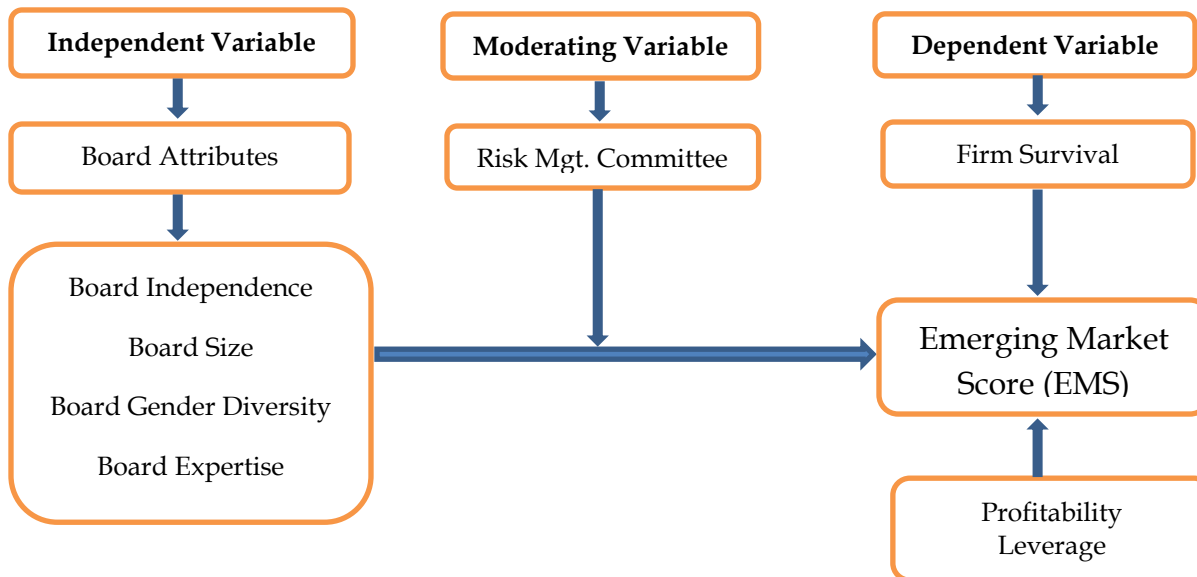 Independent Variable
Moderating Variable
Dependent Variable
Board Attributes
Risk Mgt. Committee
Firm Survival
Board Independence
Board Size
Board Gender Diversity
Board Expertise
Emerging Market
Score (EMS)
Profitability
Leverage